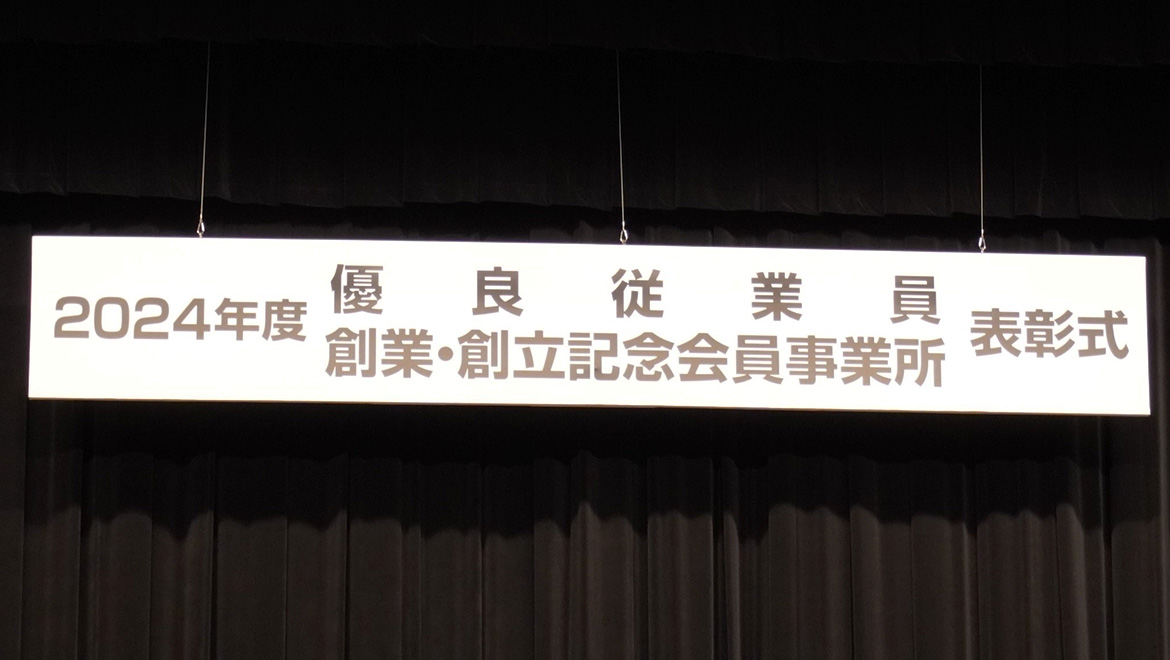 2024年度
優良従業員
創業・創立記念会員事業所
表彰式